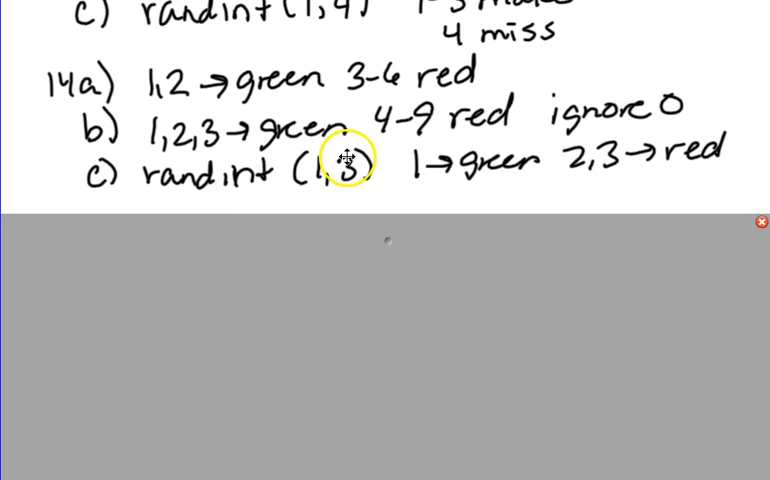 c) randint (1,4) 1-3 make
4 miss
14a) 1,2 → green 3-6 red
b) 1,2,3 → green 4-9 red ignore 0
c) randint (1,3) 1 → green 2,3 → red